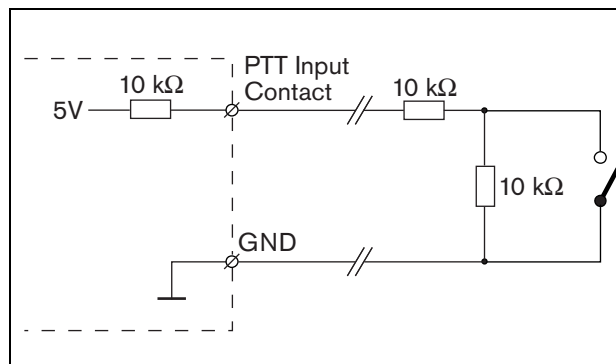 PTT Input
Contact
10 kΩ
5V
10 kΩ
10 kΩ
GND